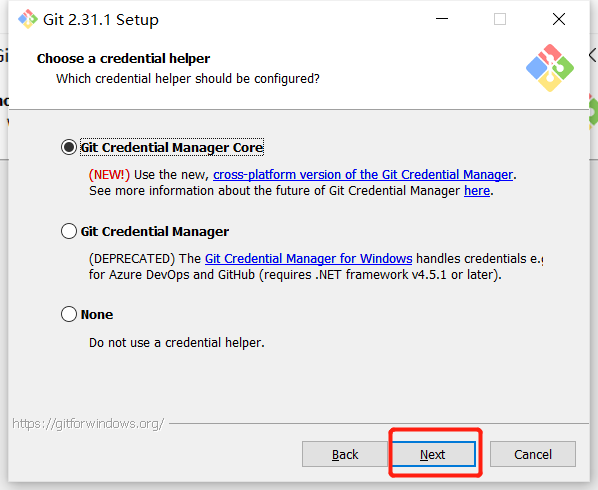 Git 2.31.1 Setup
Choose a credential helper
Which credential helper should be configured?
Git Credential Manager Core
(NEW!) Use the new, cross-platform version of the Git Credential Manager.
See more information about the future of Git Credential Manager here.
Git Credential Manager
(DEPRECATED) The Git Credential Manager for Windows handles credentials e.g
for Azure DevOps and GitHub (requires .NET framework v4.5.1 or later).
None
Do not use a credential helper.
https://gitforwindows.org/
Back Next Cancel